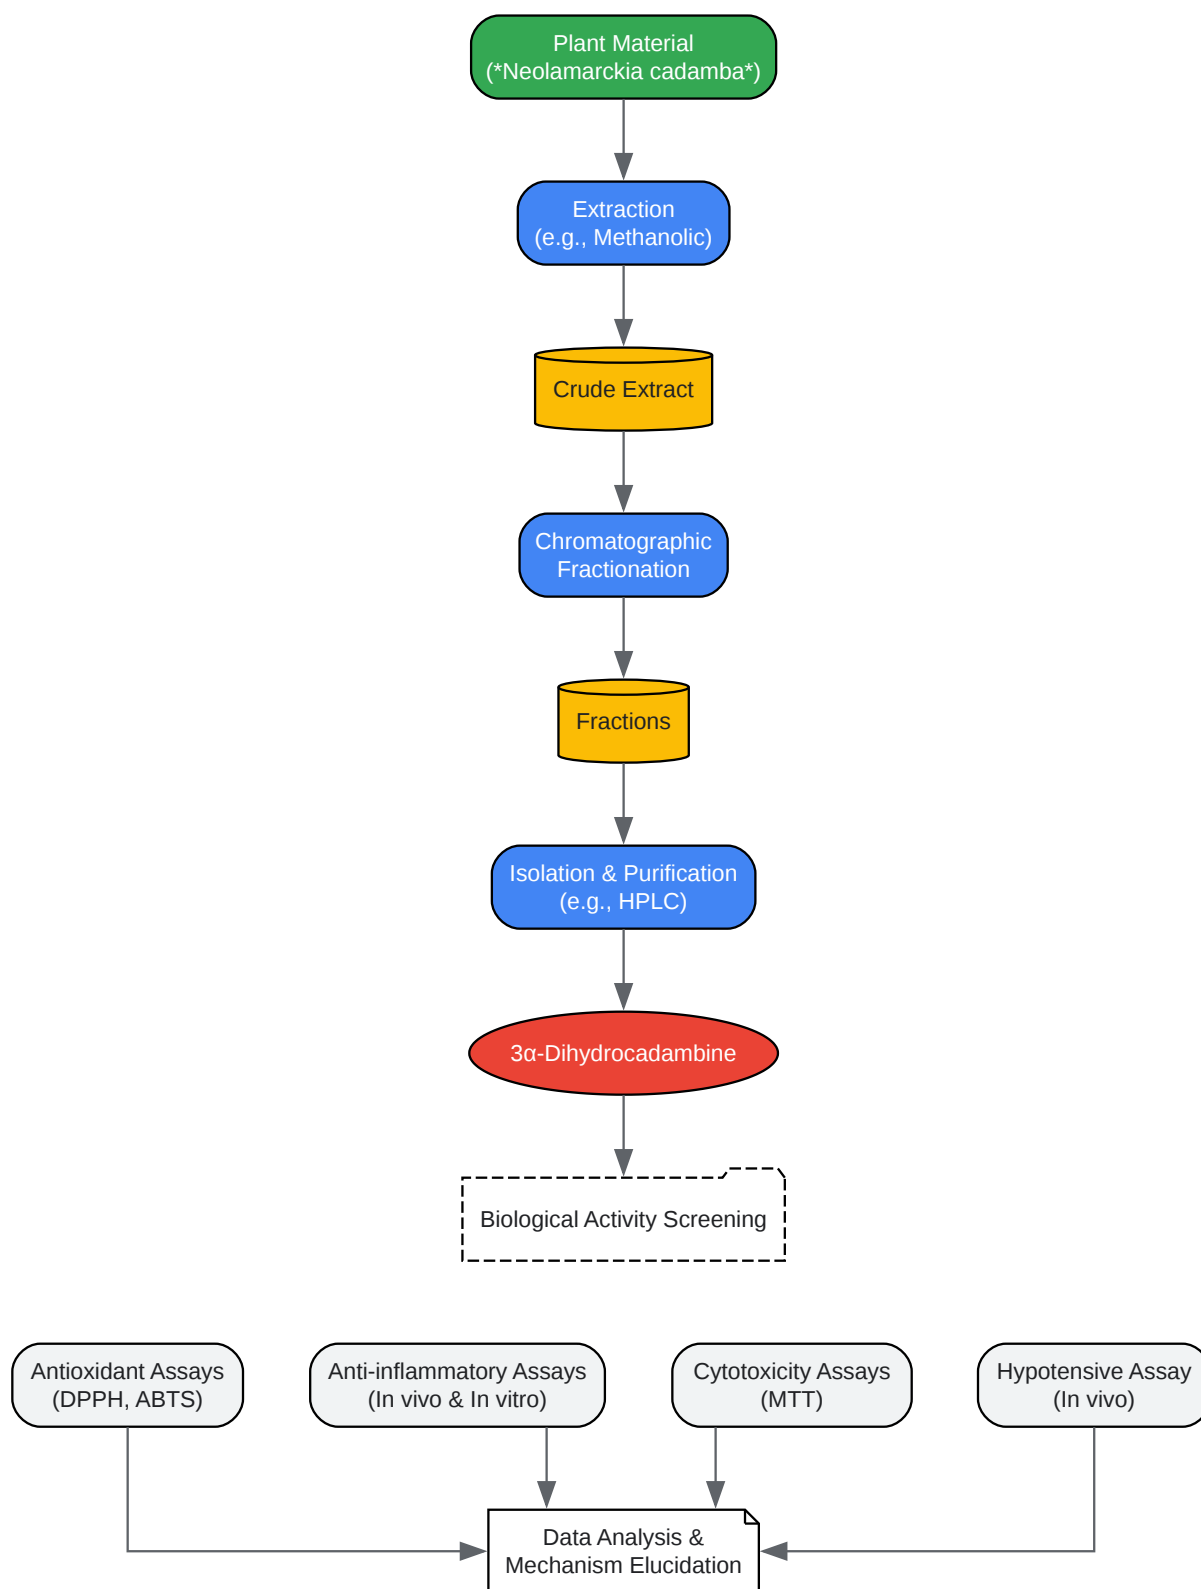 Plant Material
(*Neolamarckia cadamba*)
Extraction
(e.g., Methanolic)
Crude Extract
Chromatographic
Fractionation
Fractions
Isolation & Purification
(e.g., HPLC)
3α-Dihydrocadambine
Biological Activity Screening
Antioxidant Assays
(DPPH, ABTS)
Anti-inflammatory Assays
(In vivo & In vitro)
Cytotoxicity Assays
(MTT)
Hypotensive Assay
(In vivo)
Data Analysis &
Mechanism Elucidation